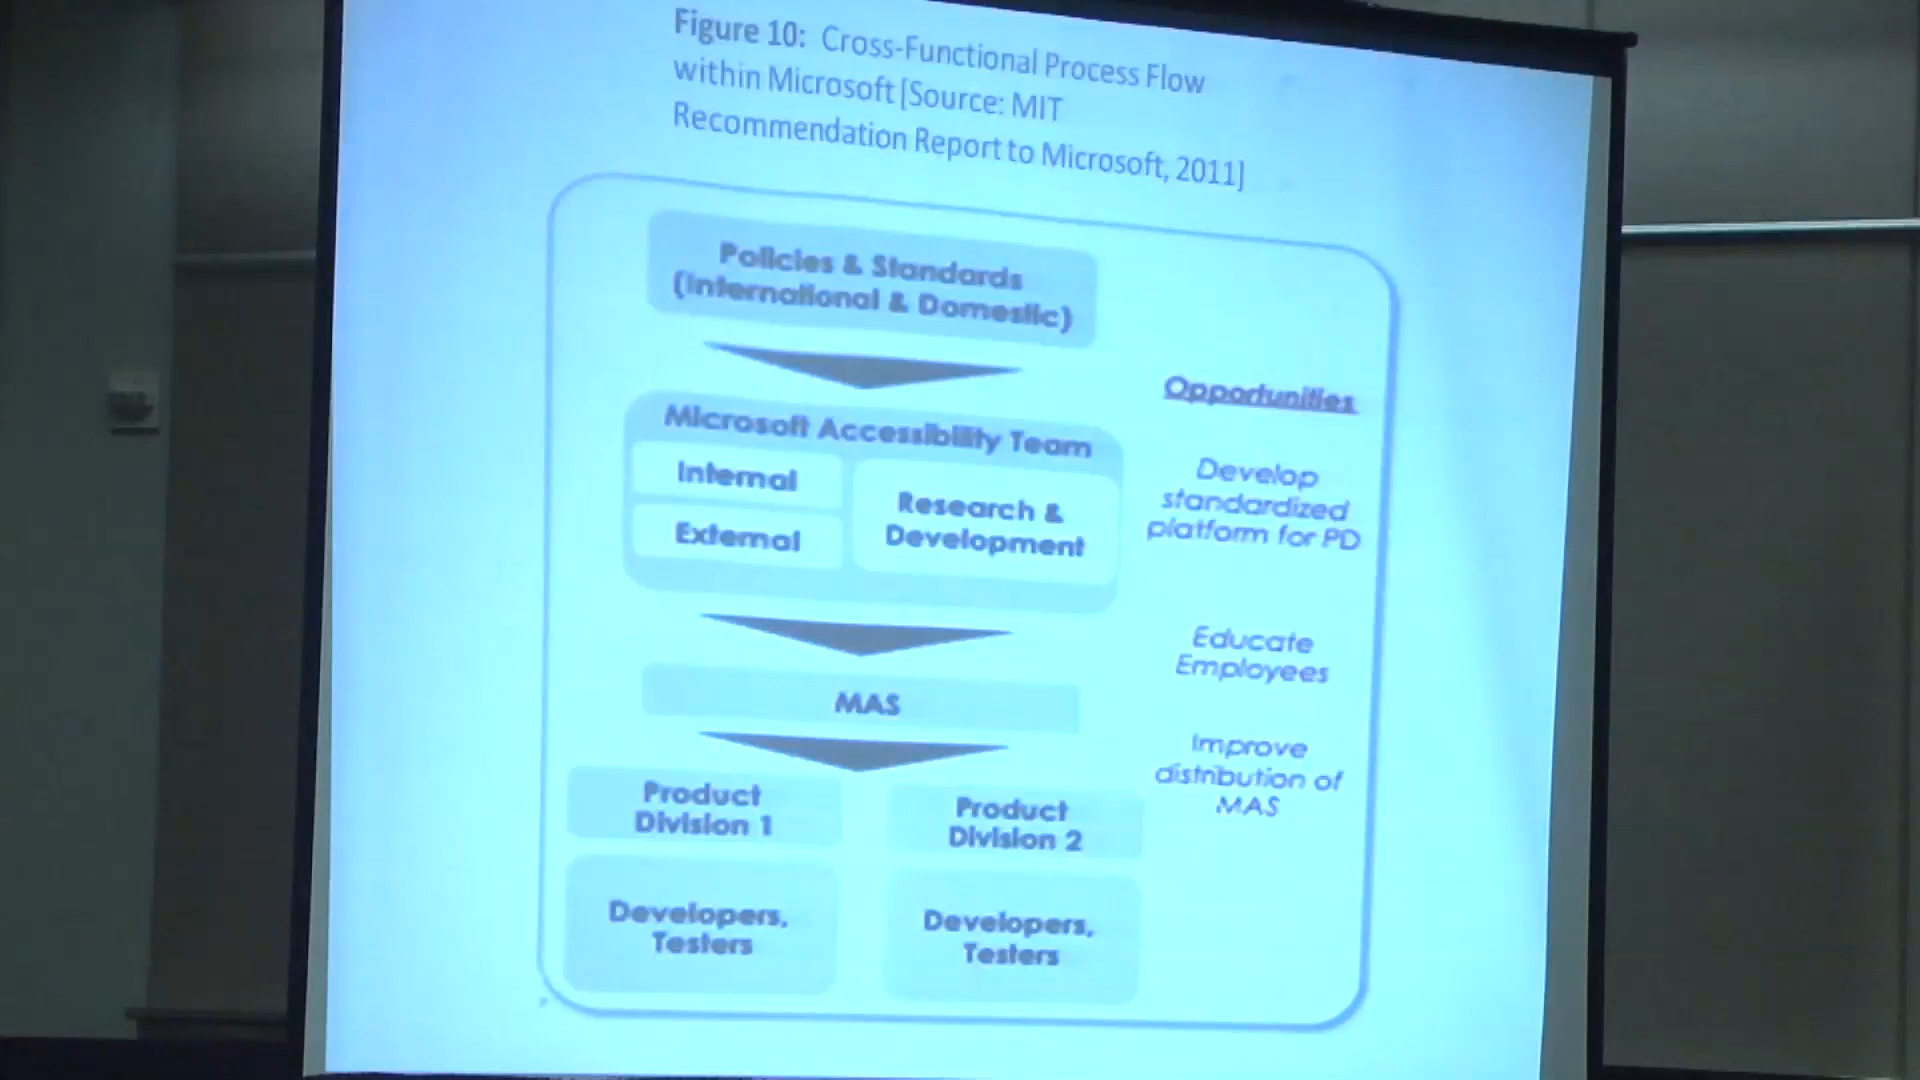 Figure 10: Cross-Functional Process Flow
within Microsoft [Source: MIT
Recommendation Report to Microsoft, 2011]
Policies & Standards
(International & Domestic)
Microsoft Accessibility Team
Internal
External
Research &
Development
MAS
Product
Division 1
Product
Division 2
Developers,
Testers
Developers,
Testers
Opportunities
Develop
standardized
platform for PD
Educate
Employees
Improve
distribution of
MAS